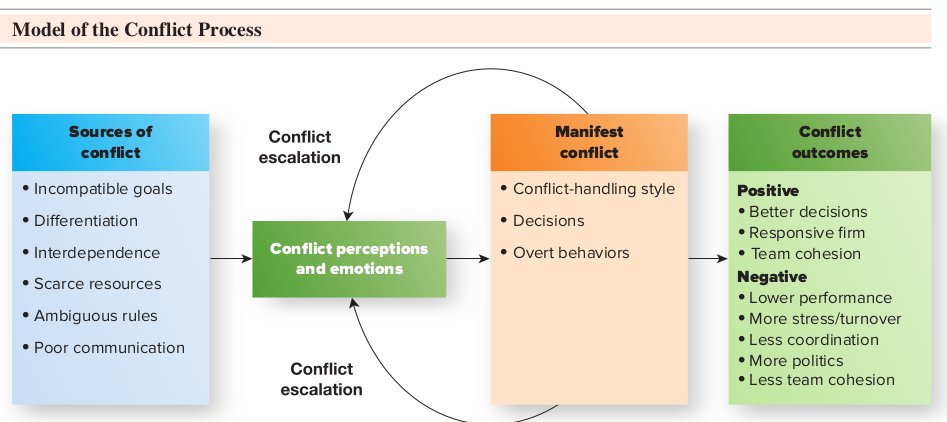 Model of the Conflict Process
Sources of
conflict
• Incompatible goals
• Differentiation
• Interdependence
• Scarce resources
• Ambiguous rules
• Poor communication
Conflict
escalation
Conflict perceptions
and emotions
Conflict
escalation
Manifest
conflict
• Conflict-handling style
• Decisions
• Overt behaviors
Conflict
outcomes
Positive
• Better decisions
• Responsive firm
• Team cohesion
Negative
• Lower performance
• More stress/turnover
• Less coordination
• More politics
• Less team cohesion